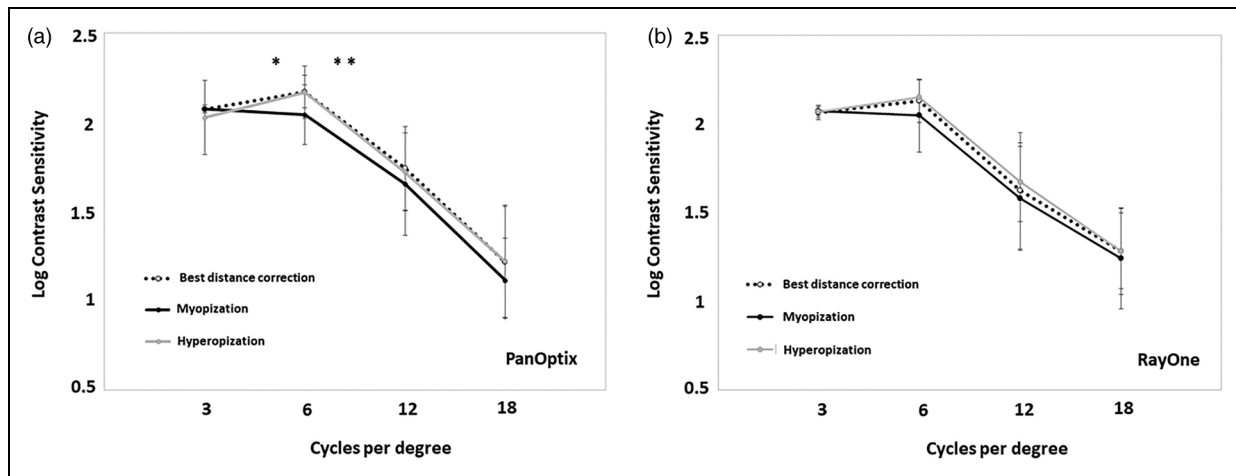 (a)
2.5
2
1.5
1
0.5
Log Contrast Sensitivity
* **
Best distance correction
Myopization
Hyperopization
PanOptix
3 6 12 18
Cycles per degree
(b)
2.5
2
1.5
1
0.5
Log Contrast Sensitivity
Best distance correction
Myopization
Hyperopization
RayOne
3 6 12 18
Cycles per degree